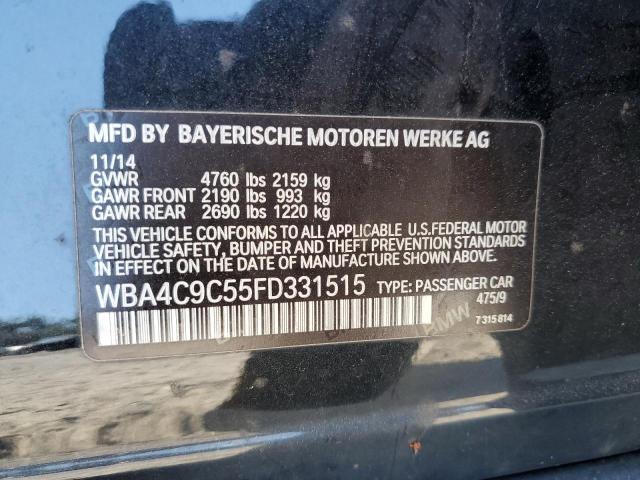 MFD BY BAYERISCHE MOTOREN WERKE AG
11/14
GVWR 4760 lbs 2159 kg
GAWR FRONT 2190 lbs 993 kg
GAWR REAR 2690 lbs 1220 kg
THIS VEHICLE CONFORMS TO ALL APPLICABLE U.S.FEDERAL MOTOR
VEHICLE SAFETY, BUMPER AND THEFT PREVENTION STANDARDS
IN EFFECT ON THE DATE OF MANUFACTURE SHOWN ABOVE.
WBA4C9C55FD331515 TYPE: PASSENGER CAR
475/9
7315814
BMW